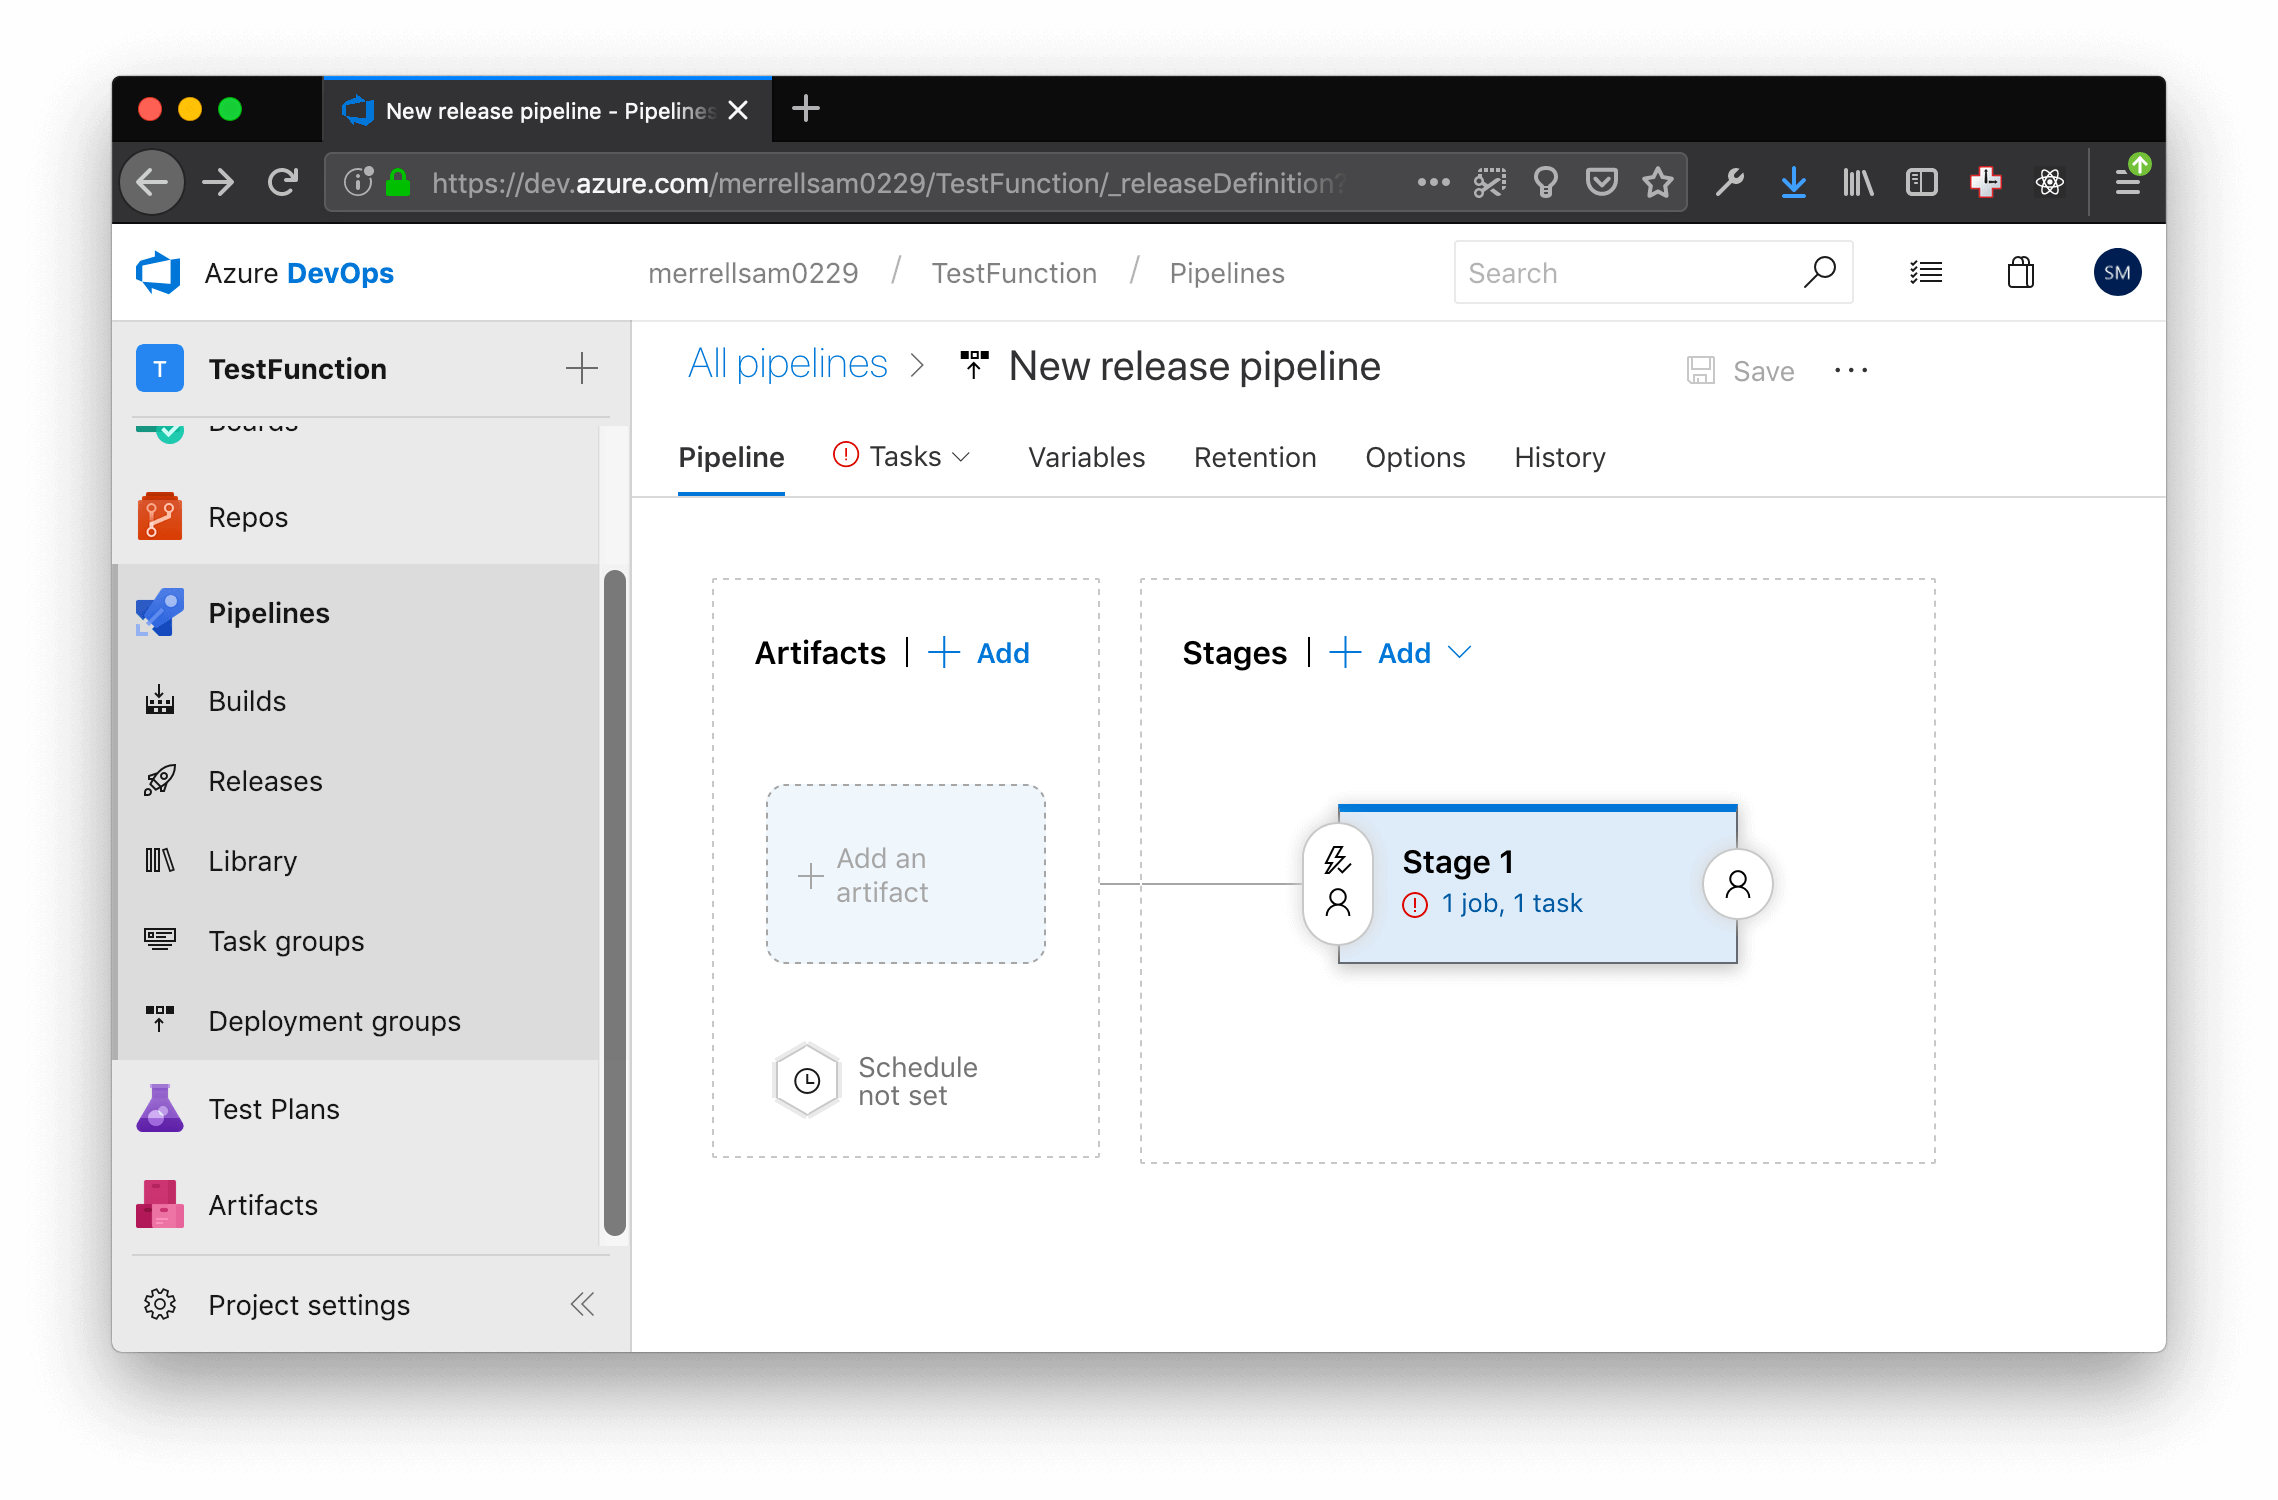 New release pipeline - Pipelines
https://dev.azure.com/merrellsam0229/TestFunction/_releaseDefinition?
Azure DevOps
merrellsam0229 / TestFunction / Pipelines
Search
SM
T TestFunction
All pipelines > New release pipeline
Save
Boards
Repos
Pipelines
Builds
Releases
Library
Task groups
Deployment groups
Test Plans
Artifacts
Project settings
Pipeline Tasks Variables Retention Options History
Artifacts | + Add
Add an
artifact
Schedule
not set
Stages | + Add
Stage 1
1 job, 1 task